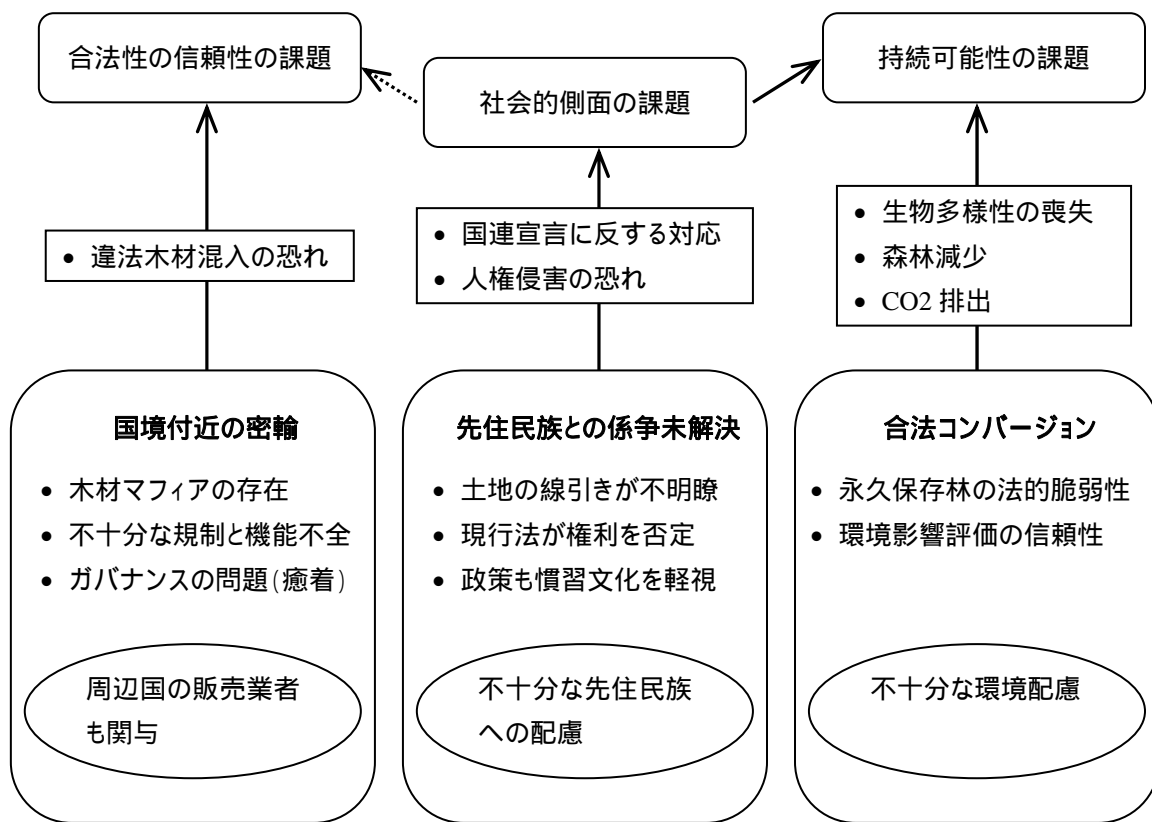 合法性の信頼性の課題
社会的側面の課題
持続可能性の課題
• 違法木材混入の恐れ
• 国連宣言に反する対応
• 人権侵害の恐れ
• 生物多様性の喪失
• 森林減少
• CO2 排出
国境付近の密輸
• 木材マフィアの存在
• 不十分な規制と機能不全
• ガバナンスの問題(癒着)
周辺国の販売業者
も関与
先住民族との係争未解決
• 土地の線引きが不明瞭
• 現行法が権利を否定
• 政策も慣習文化を軽視
不十分な先住民族
への配慮
合法コンバージョン
• 永久保存林の法的脆弱性
• 環境影響評価の信頼性
不十分な環境配慮